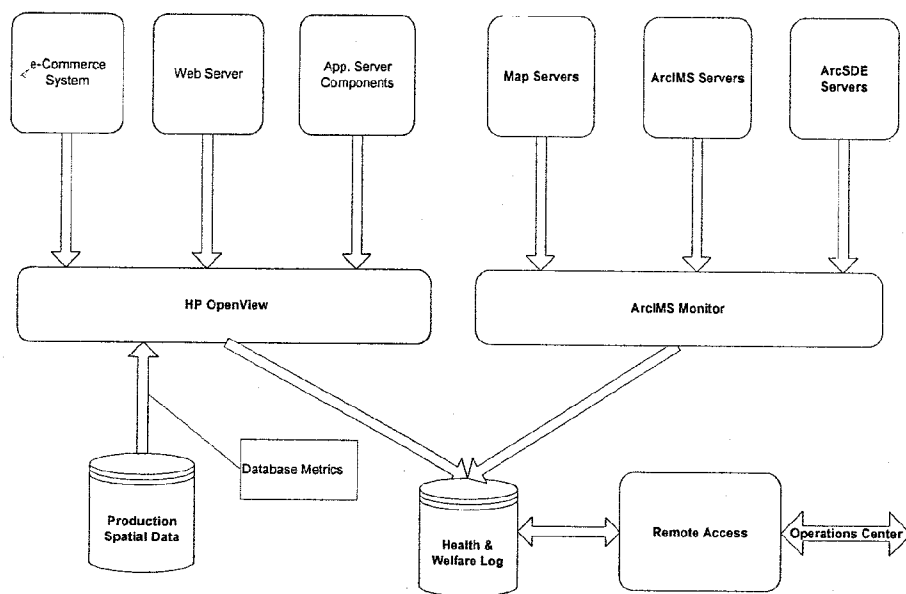 e-Commerce
System
Web Server
App. Server
Components
Map Servers
ArcIMS Servers
ArcSDE
Servers
HP OpenView
ArcIMS Monitor
Database Metrics
Production
Spatial Data
Health &
Welfare Log
Remote Access
Operations Center